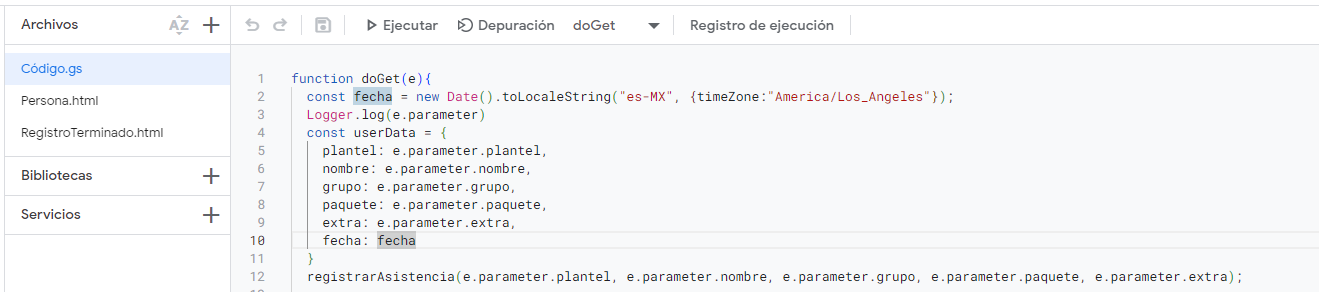 Archivos
AZ
Ejecutar
Depuración
doGet
Registro de ejecución
Código.gs
Persona.html
RegistroTerminado.html
Bibliotecas
Servicios
1 function doGet(e){
2 const fecha = new Date().toLocaleString("es-MX", {timeZone:"America/Los_Angeles"});
3 Logger.log(e.parameter)
4 const userData = {
5 plantel: e.parameter.plantel,
6 nombre: e.parameter.nombre,
7 grupo: e.parameter.grupo,
8 paquete: e.parameter.paquete,
9 extra: e.parameter.extra,
10 fecha: fecha
11 }
12 registrarAsistencia(e.parameter.plantel, e.parameter.nombre, e.parameter.grupo, e.parameter.paquete, e.parameter.extra);